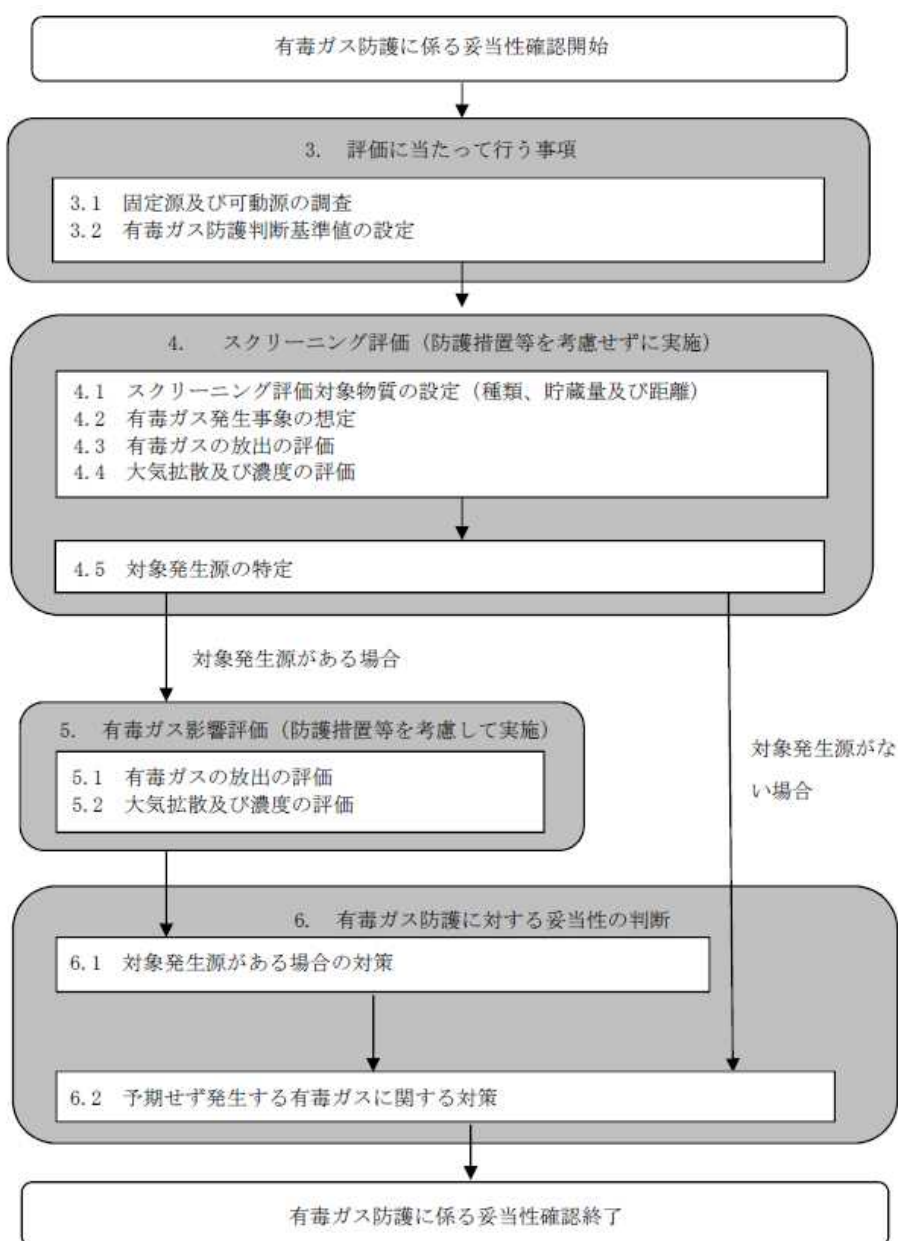 有毒ガス防護に係る妥当性確認開始
3. 評価に当たって行う事項
3.1 固定源及び可動源の調査
3.2 有毒ガス防護判断基準値の設定
4. スクリーニング評価（防護措置等を考慮せずに実施）
4.1 スクリーニング評価対象物質の設定（種類、貯蔵量及び距離）
4.2 有毒ガス発生事象の想定
4.3 有毒ガスの放出の評価
4.4 大気拡散及び濃度の評価
4.5 対象発生源の特定
対象発生源がある場合
5. 有毒ガス影響評価（防護措置等を考慮して実施）
5.1 有毒ガスの放出の評価
5.2 大気拡散及び濃度の評価
対象発生源がな
い場合
6. 有毒ガス防護に対する妥当性の判断
6.1 対象発生源がある場合の対策
6.2 予期せず発生する有毒ガスに関する対策
有毒ガス防護に係る妥当性確認終了